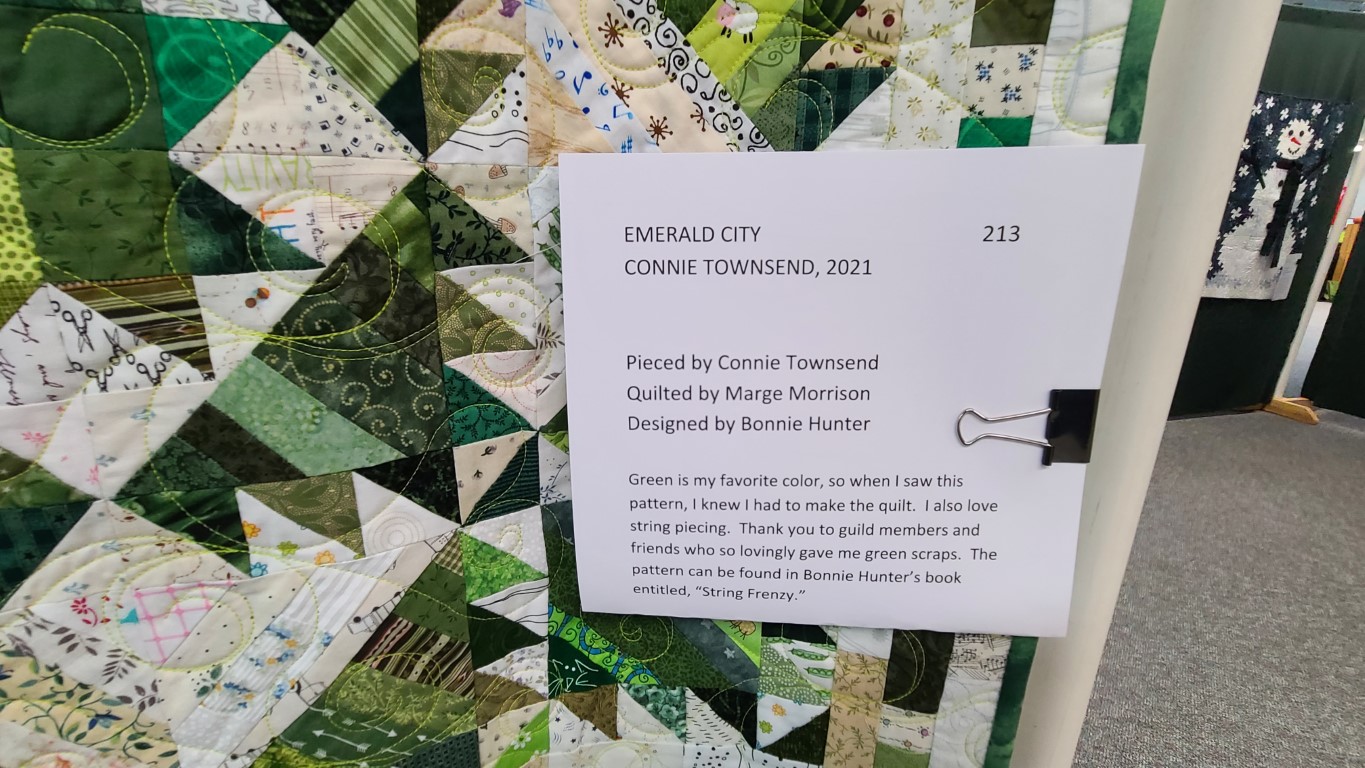 EMERALD CITY 213
CONNIE TOWNSEND, 2021
Pieced by Connie Townsend
Quilted by Marge Morrison
Designed by Bonnie Hunter
Green is my favorite color, so when I saw this
pattern, I knew I had to make the quilt.  I also love
string piecing.  Thank you to guild members and
friends who so lovingly gave me green scraps.  The
pattern can be found in Bonnie Hunter's book
entitled, "String Frenzy."